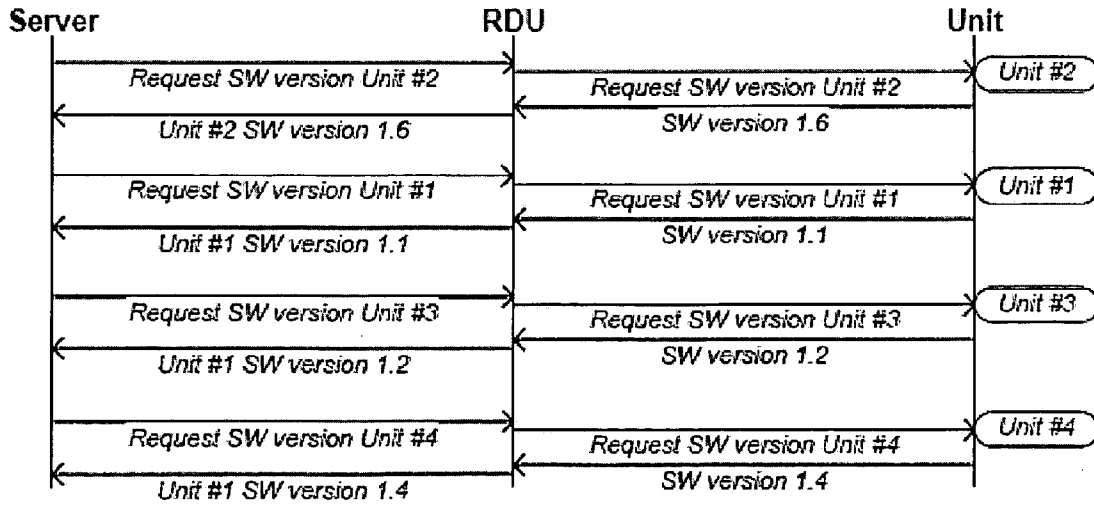 Server RDU Unit
Request SW version Unit #2 Request SW version Unit #2 Unit #2
Unit #2 SW version 1.6 SW version 1.6
Request SW version Unit #1 Request SW version Unit #1 Unit #1
Unit #1 SW version 1.1 SW version 1.1
Request SW version Unit #3 Request SW version Unit #3 Unit #3
Unit #1 SW version 1.2 SW version 1.2
Request SW version Unit #4 Request SW version Unit #4 Unit #4
Unit #1 SW version 1.4 SW version 1.4